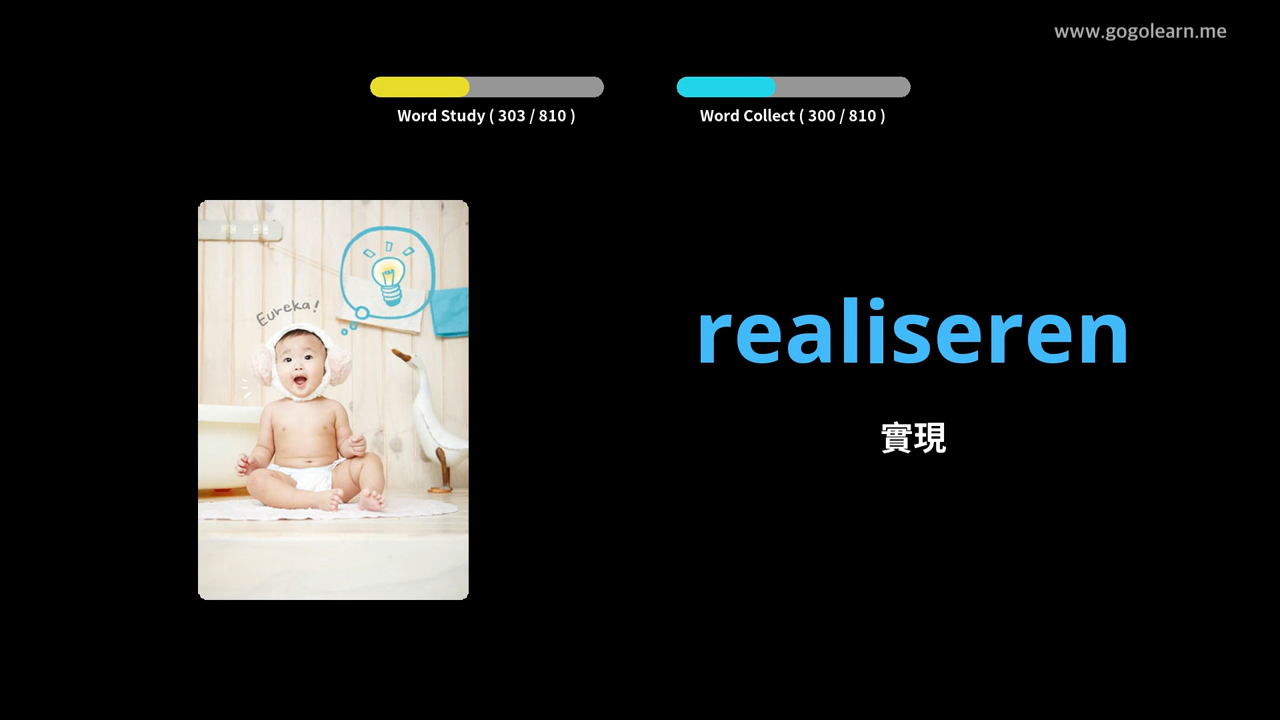 www.gogolearn.me
Word Study ( 303 / 810 )
Word Collect ( 300 / 810 )
Eureka!
realiseren
實現